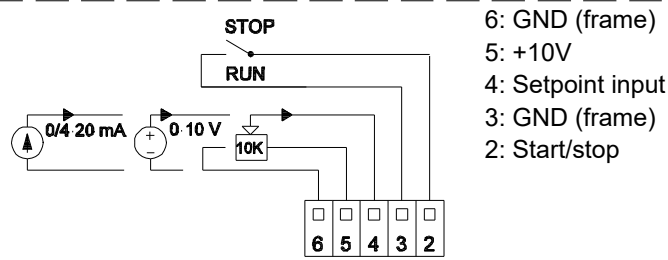 STOP
RUN
0/4·20 mA
0·10 V
10K
6 5 4 3 2
6: GND (frame)
5: +10V
4: Setpoint input
3: GND (frame)
2: Start/stop